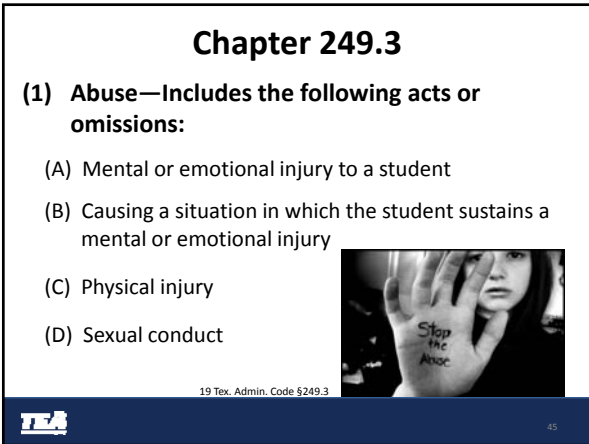 Chapter 249.3
(1) Abuse—Includes the following acts or
omissions:
(A) Mental or emotional injury to a student
(B) Causing a situation in which the student sustains a
mental or emotional injury
(C) Physical injury
(D) Sexual conduct
Stop
the
Abuse
19 Tex. Admin. Code §249.3
TEA
45